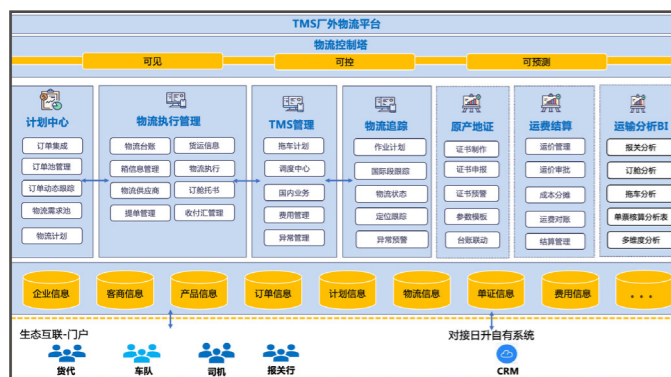 TMS厂外物流平台
物流控制塔
可见 可控 可预测
计划中心
订单集成
订单池管理
订单动态跟踪
物流需求池
物流计划
物流执行管理
物流台账 货运信息
箱信息管理 物流执行
物流供应商 订舱托书
提单管理 收付汇管理
TMS管理
拖车计划
调度中心
国内业务
费用管理
异常管理
物流追踪
作业计划
国际段跟踪
物流状态
定位跟踪
异常预警
原产地证
证书制作
证书申报
证书预警
参数模板
台账联动
运费结算
运价管理
运价审批
成本分摊
运费对账
结算管理
运输分析BI
报关分析
订舱分析
拖车分析
单票核算分析表
多维度分析
企业信息 客商信息 产品信息 订单信息 计划信息 物流信息 单证信息 费用信息 ...
生态互联-门户
货代 车队 司机 报关行
对接日升自有系统
CRM